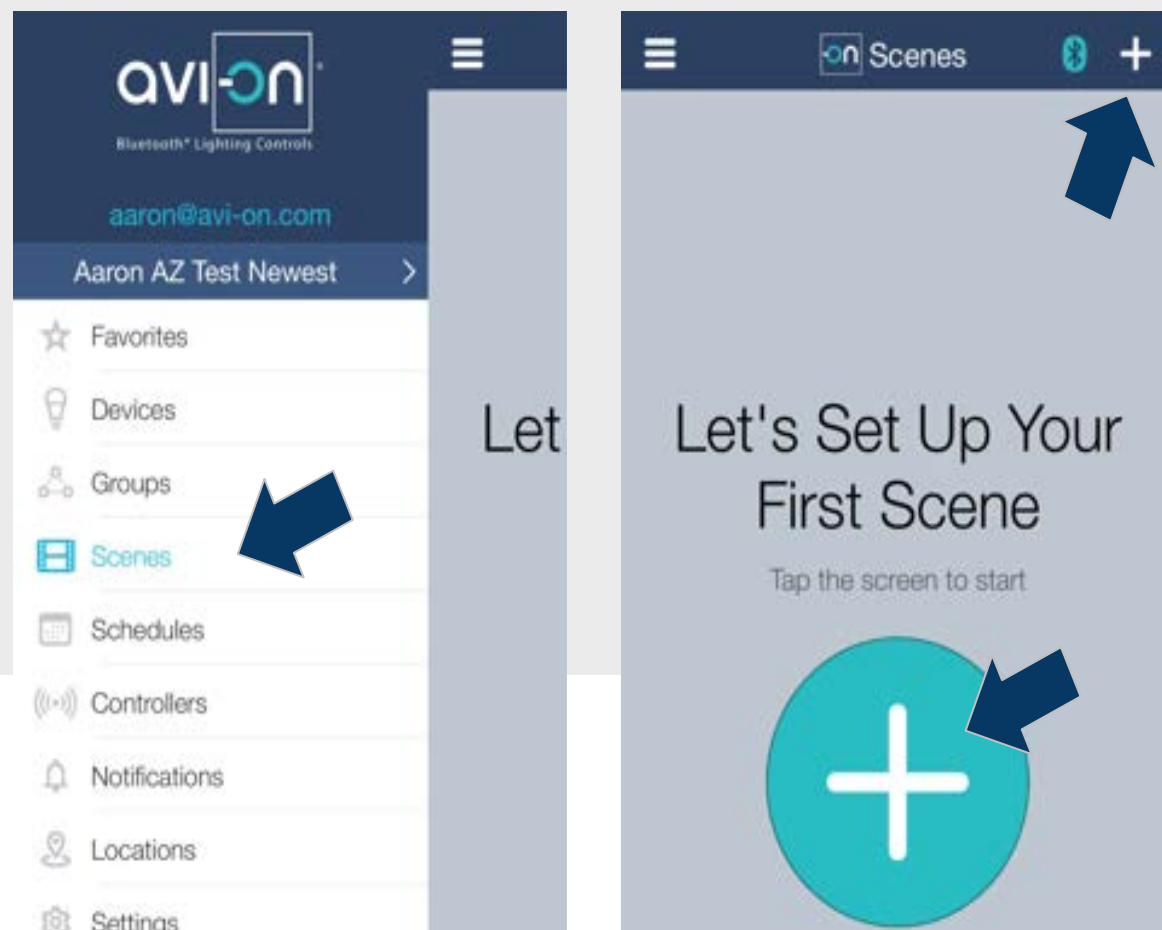 avi-on
Bluetooth® Lighting Controls
aaron@avi-on.com
Aaron AZ Test Newest
Favorites
Devices
Groups
Scenes
Schedules
Controllers
Notifications
Locations
Settings
Let
on Scenes
Let's Set Up Your
First Scene
Tap the screen to start